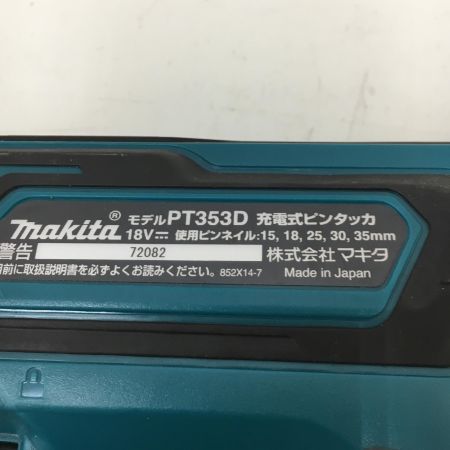 makita® モデルPT353D 充電式ピンタッカ
18V⎓ 使用ピンネイル:15, 18, 25, 30, 35mm
警告 72082 株式会社 マキタ
用前に取扱説明書を必ずよくお読みください。 852X14-7 Made in Japan